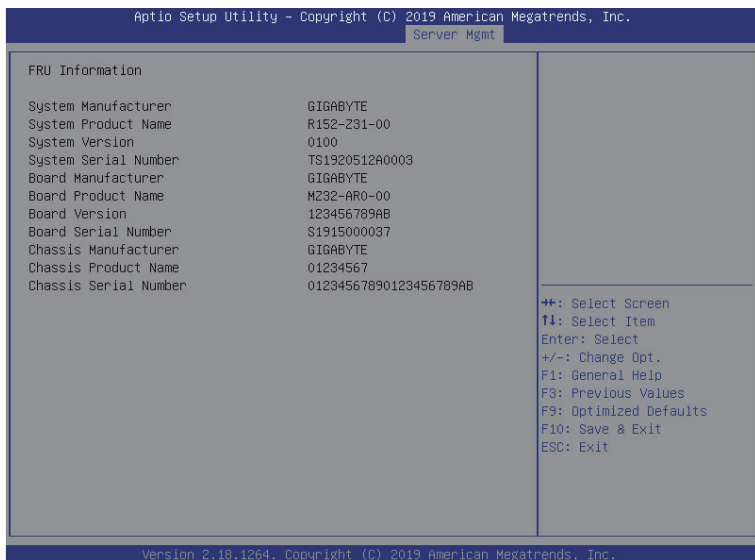 Aptio Setup Utility – Copyright (C) 2019 American Megatrends, Inc.
Server Mgmt
FRU Information
System Manufacturer GIGABYTE
System Product Name R152-Z31-00
System Version 0100
System Serial Number TS1920512A0003
Board Manufacturer GIGABYTE
Board Product Name MZ32-AR0-00
Board Version 123456789AB
Board Serial Number S1915000037
Chassis Manufacturer GIGABYTE
Chassis Product Name 01234567
Chassis Serial Number 01234567890123456789AB
→←: Select Screen
↑↓: Select Item
Enter: Select
+/-: Change Opt.
F1: General Help
F3: Previous Values
F9: Optimized Defaults
F10: Save & Exit
ESC: Exit
Version 2.18.1264. Copyright (C) 2019 American Megatrends, Inc.